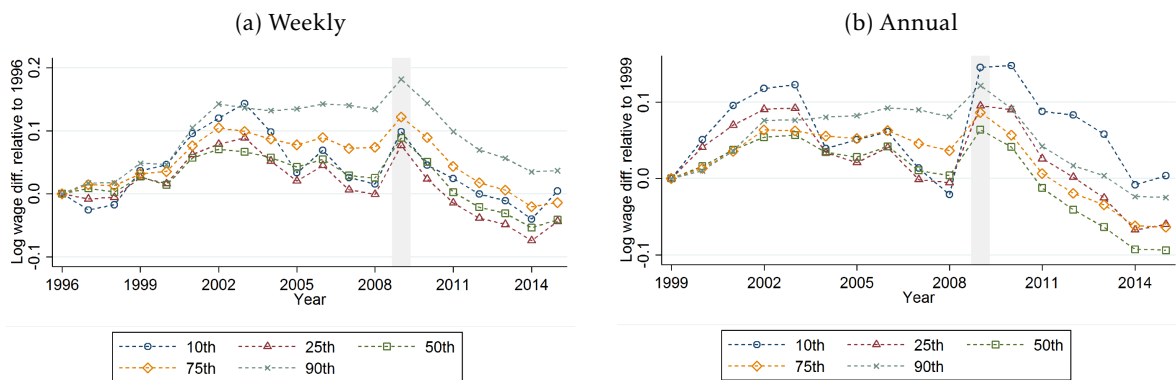 (a) Weekly
Log wage diff. relative to 1996
0.2
0.1
0.0
-0.1
1996 1999 2002 2005 2008 2011 2014
Year
10th 25th 50th
75th 90th
(b) Annual
Log wage diff. relative to 1999
0.1
0.0
-0.1
1999 2002 2005 2008 2011 2014
Year
10th 25th 50th
75th 90th